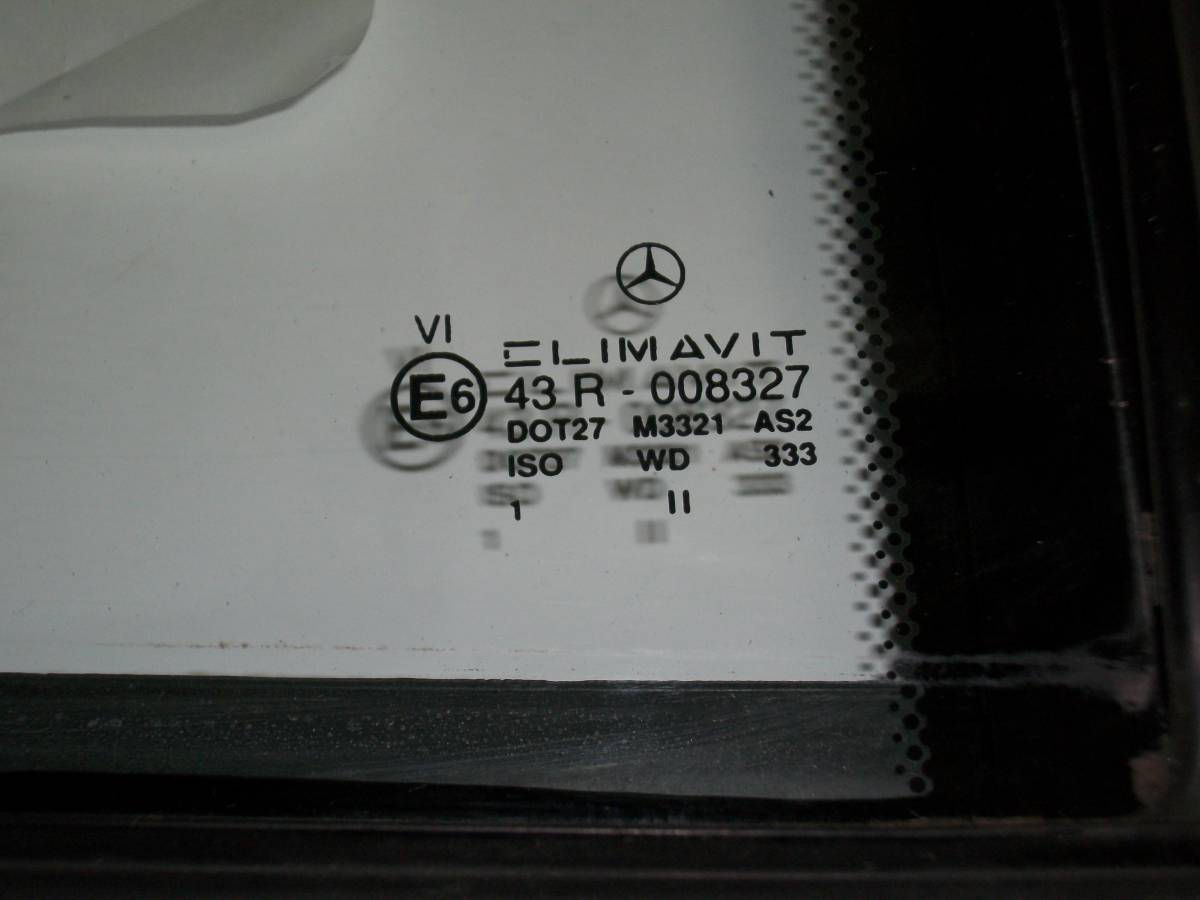 VI
CLIMAVIT
E6 43 R - 008327
DOT27 M3321 AS2
ISO WD 333
1 II